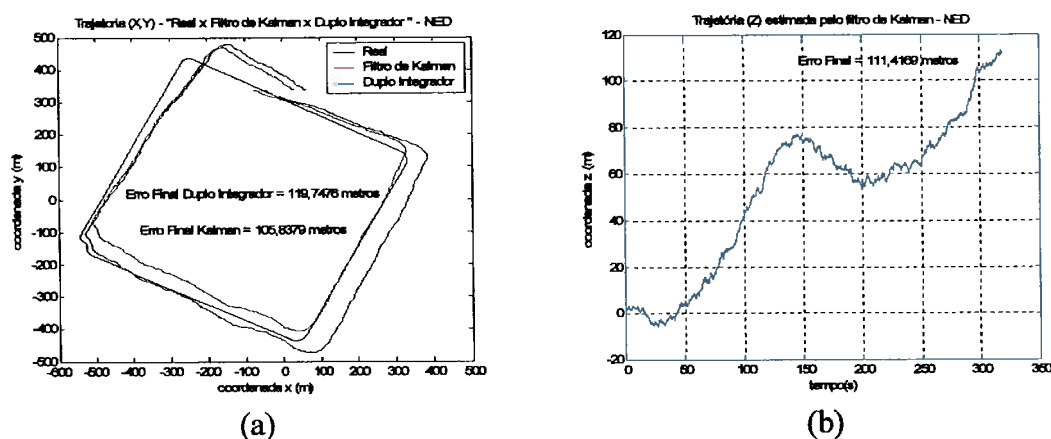 Trajetoria (X,Y) - "Real x Filtro de Kalman x Duplo Integrador " - NED
500
400
300
200
100
0
-100
-200
-300
-400
-500
coordenada y (m)
Real
Filtro de Kalman
Duplo Integrador
Erro Final Duplo Integrador = 119,7476 metros
Erro Final Kalman = 105,8379 metros
-600 -500 -400 -300 -200 -100 0 100 200 300 400 500
coordenada x (m)
(a)
Trajetória (Z) estimada pelo filtro de Kalman - NED
120
100
80
60
40
20
0
-20
coordenada z (m)
Erro Final = 111,4169 metros
0 50 100 150 200 250 300 350
tempo(s)
(b)